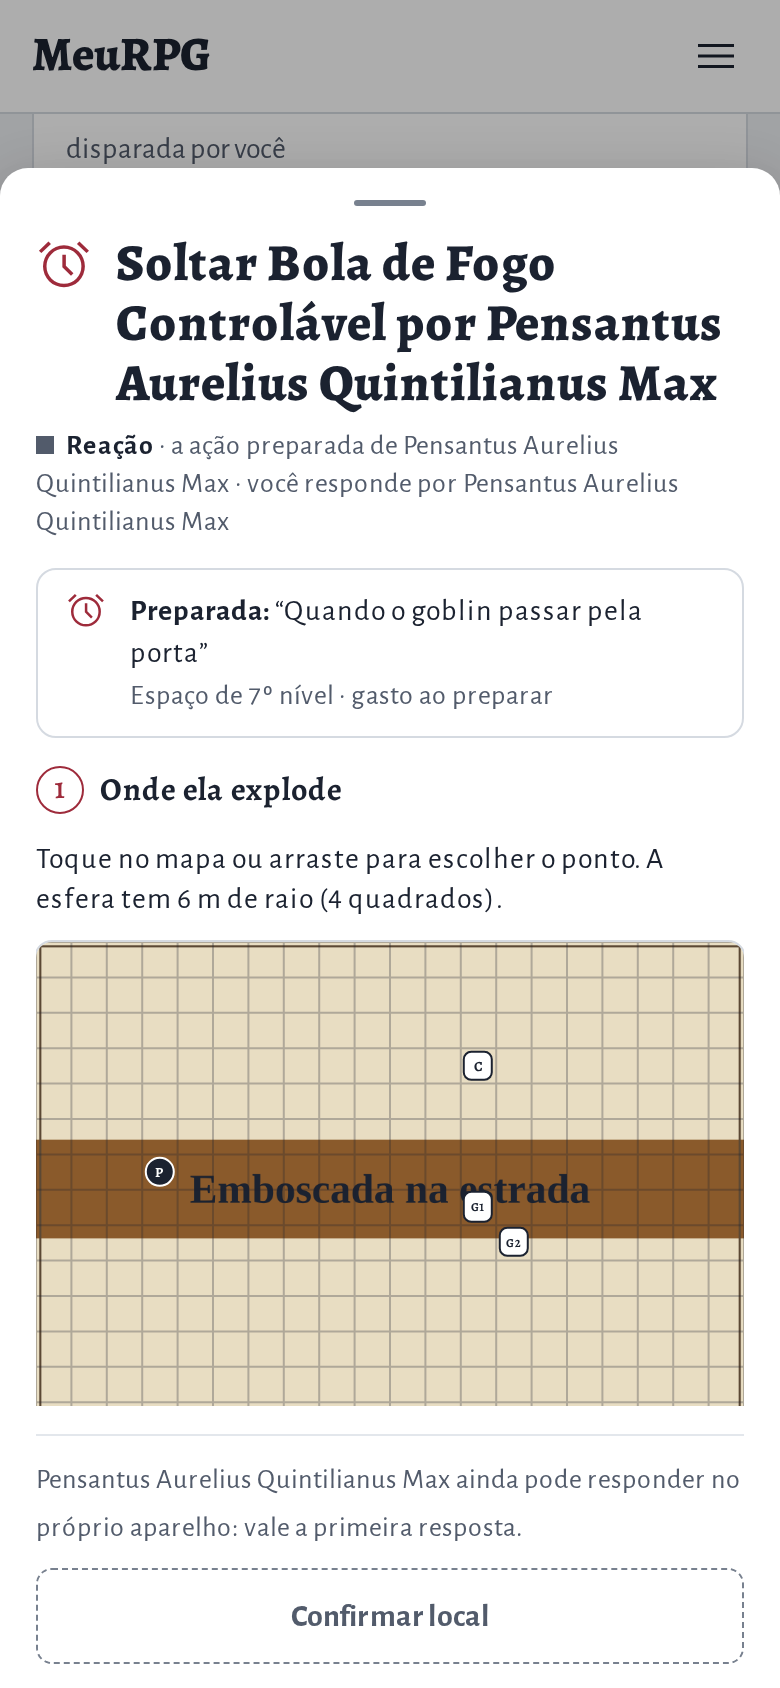 MeuRPG
disparada por você
Soltar Bola de Fogo
Controlável por Pensantus
Aurelius Quintilianus Max
Reação · a ação preparada de Pensantus Aurelius
Quintilianus Max · você responde por Pensantus Aurelius
Quintilianus Max
Preparada: “Quando o goblin passar pela
porta”
Espaço de 7º nível · gasto ao preparar
1 Onde ela explode
Toque no mapa ou arraste para escolher o ponto. A
esfera tem 6 m de raio (4 quadrados).
C
P
Emboscada na estrada
G1
G2
Pensantus Aurelius Quintilianus Max ainda pode responder no
próprio aparelho: vale a primeira resposta.
Confirmar local